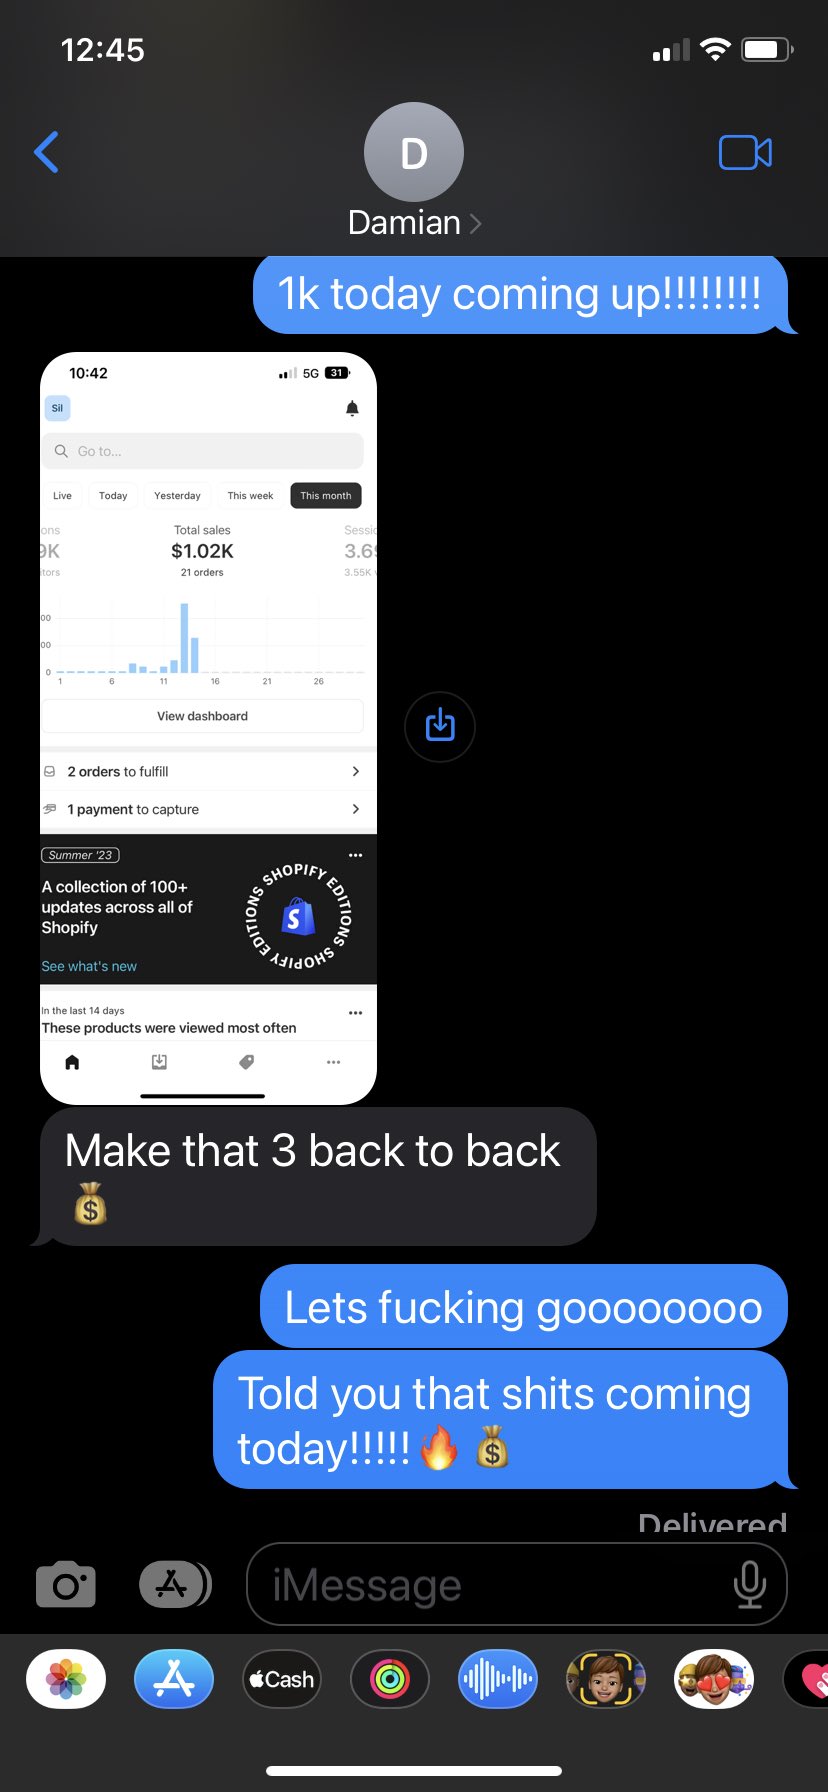 12:45
D
Damian
1k today coming up!!!!!!!!
10:42
5G 31
Sil
Go to...
Live Today Yesterday This week This month
ons Total sales Sessio
9K $1.02K 3.69
tors 21 orders 3.55K
00
00
0
1 6 11 16 21 26
View dashboard
2 orders to fulfill
1 payment to capture
Summer '23
A collection of 100+
updates across all of
Shopify
See what's new
SHOPIFY EDITIONS SHOPIFY EDITIONS
S
In the last 14 days
These products were viewed most often
Make that 3 back to back
💰
Lets fucking goooooooo
Told you that shits coming
today!!!!!🔥💰
Delivered
iMessage
Cash